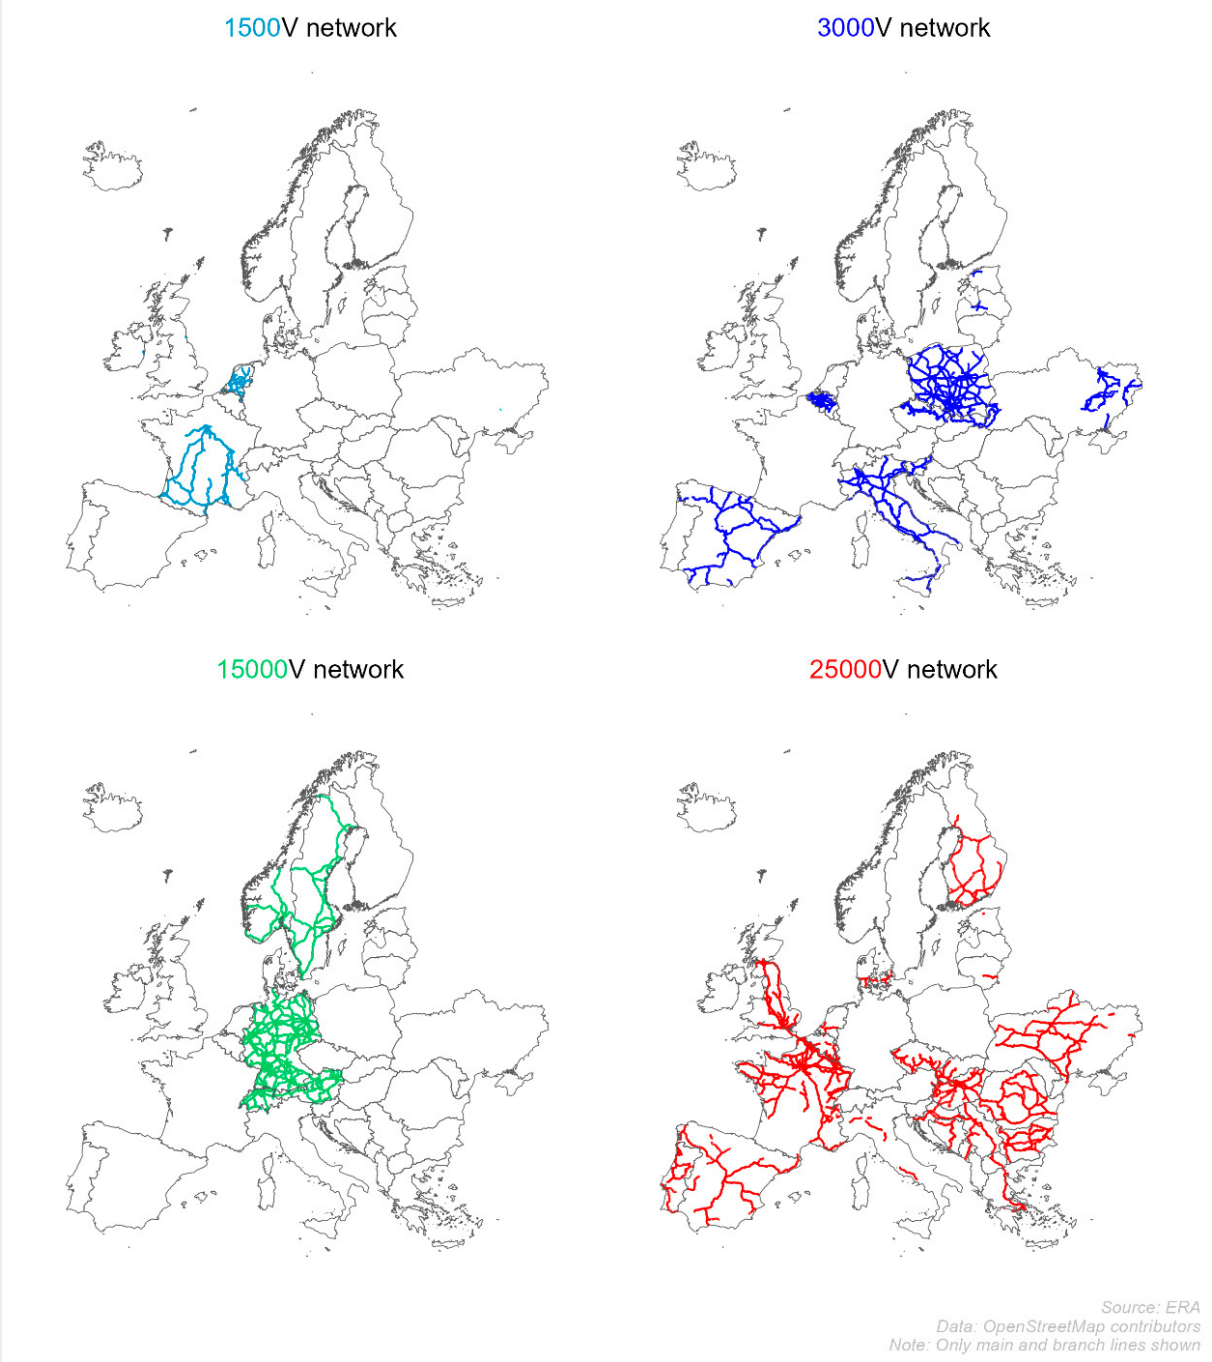 1500V network
3000V network
15000V network
25000V network
Source: ERA
Data: OpenStreetMap contributors
Note: Only main and branch lines shown